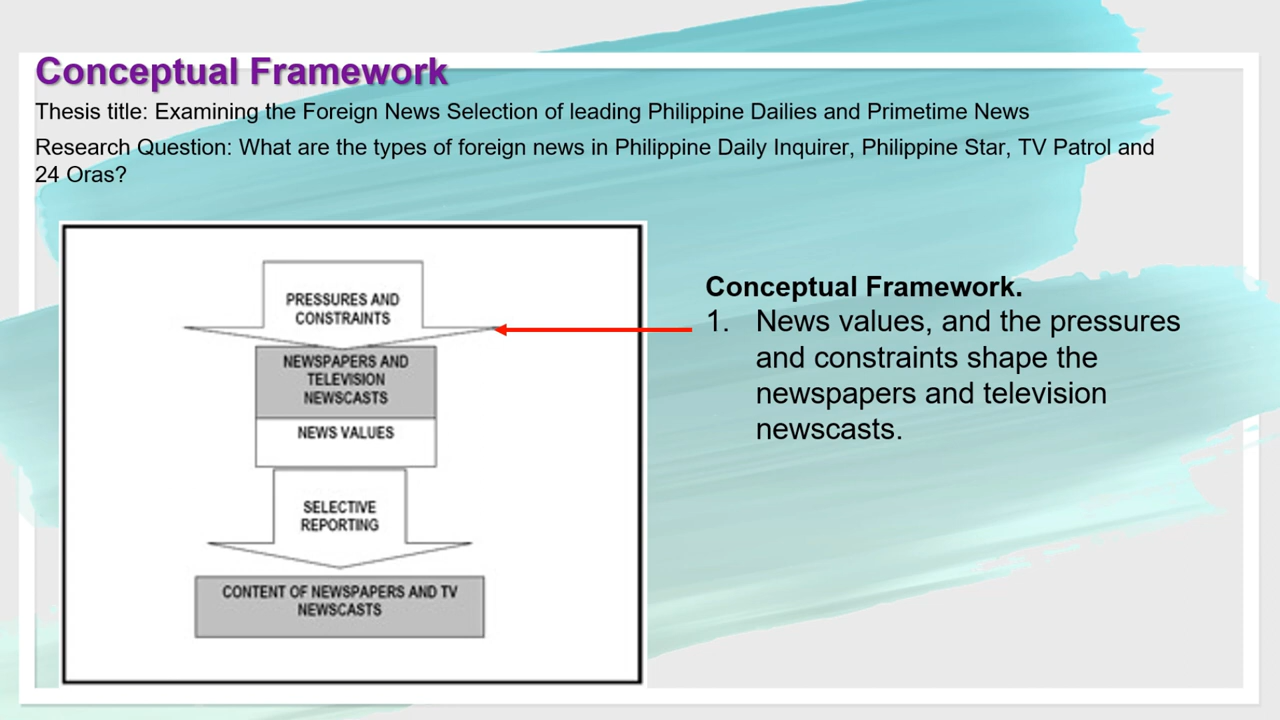 Conceptual Framework
Thesis title: Examining the Foreign News Selection of leading Philippine Dailies and Primetime News
Research Question: What are the types of foreign news in Philippine Daily Inquirer, Philippine Star, TV Patrol and
24 Oras?
PRESSURES AND
CONSTRAINTS
NEWSPAPERS AND
TELEVISION
NEWSCASTS
NEWS VALUES
SELECTIVE
REPORTING
CONTENT OF NEWSPAPERS AND TV
NEWSCASTS
Conceptual Framework.
1. News values, and the pressures
and constraints shape the
newspapers and television
newscasts.